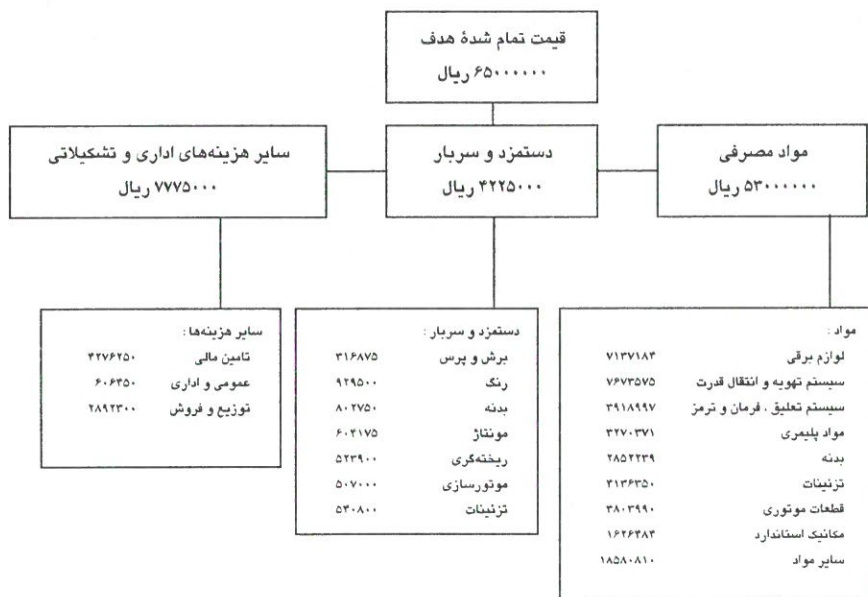 قیمت تمام شدهٔ هدف
۶۵۰۰۰۰۰۰ ریال
مواد مصرفی
۵۳۰۰۰۰۰۰ ریال
دستمزد و سربار
۴۲۲۵۰۰۰ ریال
سایر هزینه‌های اداری و تشکیلاتی
۷۷۷۵۰۰۰ ریال
مواد :
لوازم برقی ۷۱۳۷۱۸۴
سیستم تهویه و انتقال قدرت ۷۶۷۳۵۷۵
سیستم تعلیق ، فرمان و ترمز ۳۹۱۸۹۹۷
مواد پلیمری ۳۲۷۰۳۷۱
بدنه ۲۸۵۲۲۳۹
تزئینات ۴۱۳۶۳۵۰
قطعات موتوری ۳۸۰۳۹۹۰
مکانیک استاندارد ۱۶۲۶۴۸۴
سایر مواد ۱۸۵۸۰۸۱۰
دستمزد و سربار :
برش و پرس ۳۱۶۸۷۵
رنگ ۹۲۹۵۰۰
بدنه ۸۰۲۷۵۰
مونتاژ ۶۰۴۱۷۵
ریخته‌گری ۵۲۳۹۰۰
موتورسازی ۵۰۷۰۰۰
تزئینات ۵۴۰۸۰۰
سایر هزینه‌ها :
تامین مالی ۴۲۷۶۲۵۰
عمومی و اداری ۶۰۶۴۵۰
توزیع و فروش ۲۸۹۲۳۰۰